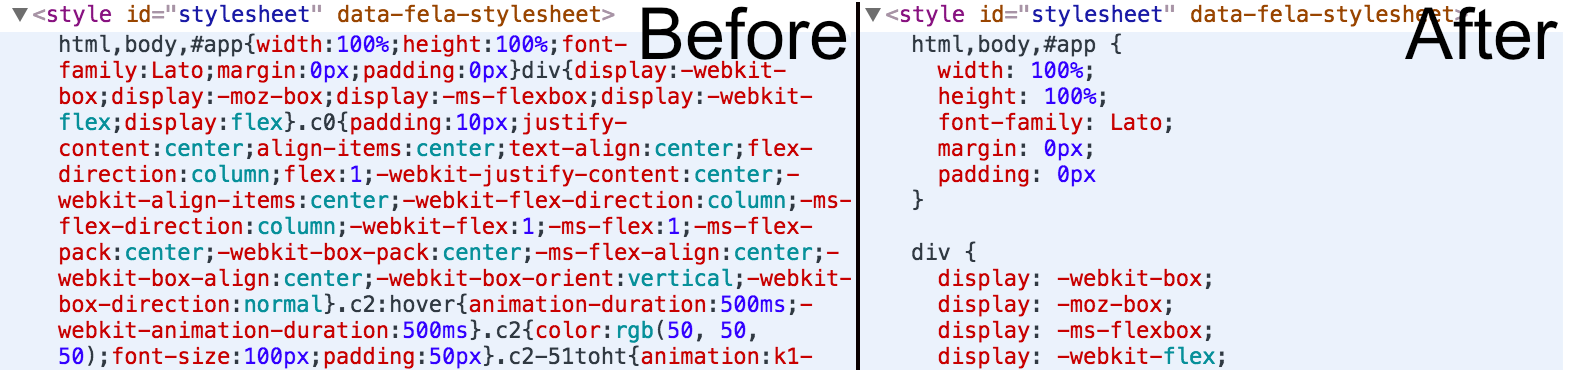 ▼<style id="stylesheet" data-fela-stylesheet>
html,body,#app{width:100%;height:100%;font-
family:Lato;margin:0px;padding:0px}div{display:-webkit-
box;display:-moz-box;display:-ms-flexbox;display:-webkit-
flex;display:flex}.c0{padding:10px;justify-
content:center;align-items:center;text-align:center;flex-
direction:column;flex:1;-webkit-justify-content:center;-
webkit-align-items:center;-webkit-flex-direction:column;-ms-
flex-direction:column;-webkit-flex:1;-ms-flex:1;-ms-flex-
pack:center;-webkit-box-pack:center;-ms-flex-align:center;-
webkit-box-align:center;-webkit-box-orient:vertical;-webkit-
box-direction:normal}.c2:hover{animation-duration:500ms;-
webkit-animation-duration:500ms}.c2{color:rgb(50, 50,
50);font-size:100px;padding:50px}.c2-51toht{animation:k1-
Before
▼<style id="stylesheet" data-fela-stylesheet>
html,body,#app {
width: 100%;
height: 100%;
font-family: Lato;
margin: 0px;
padding: 0px
}
div {
display: -webkit-box;
display: -moz-box;
display: -ms-flexbox;
display: -webkit-flex;
After